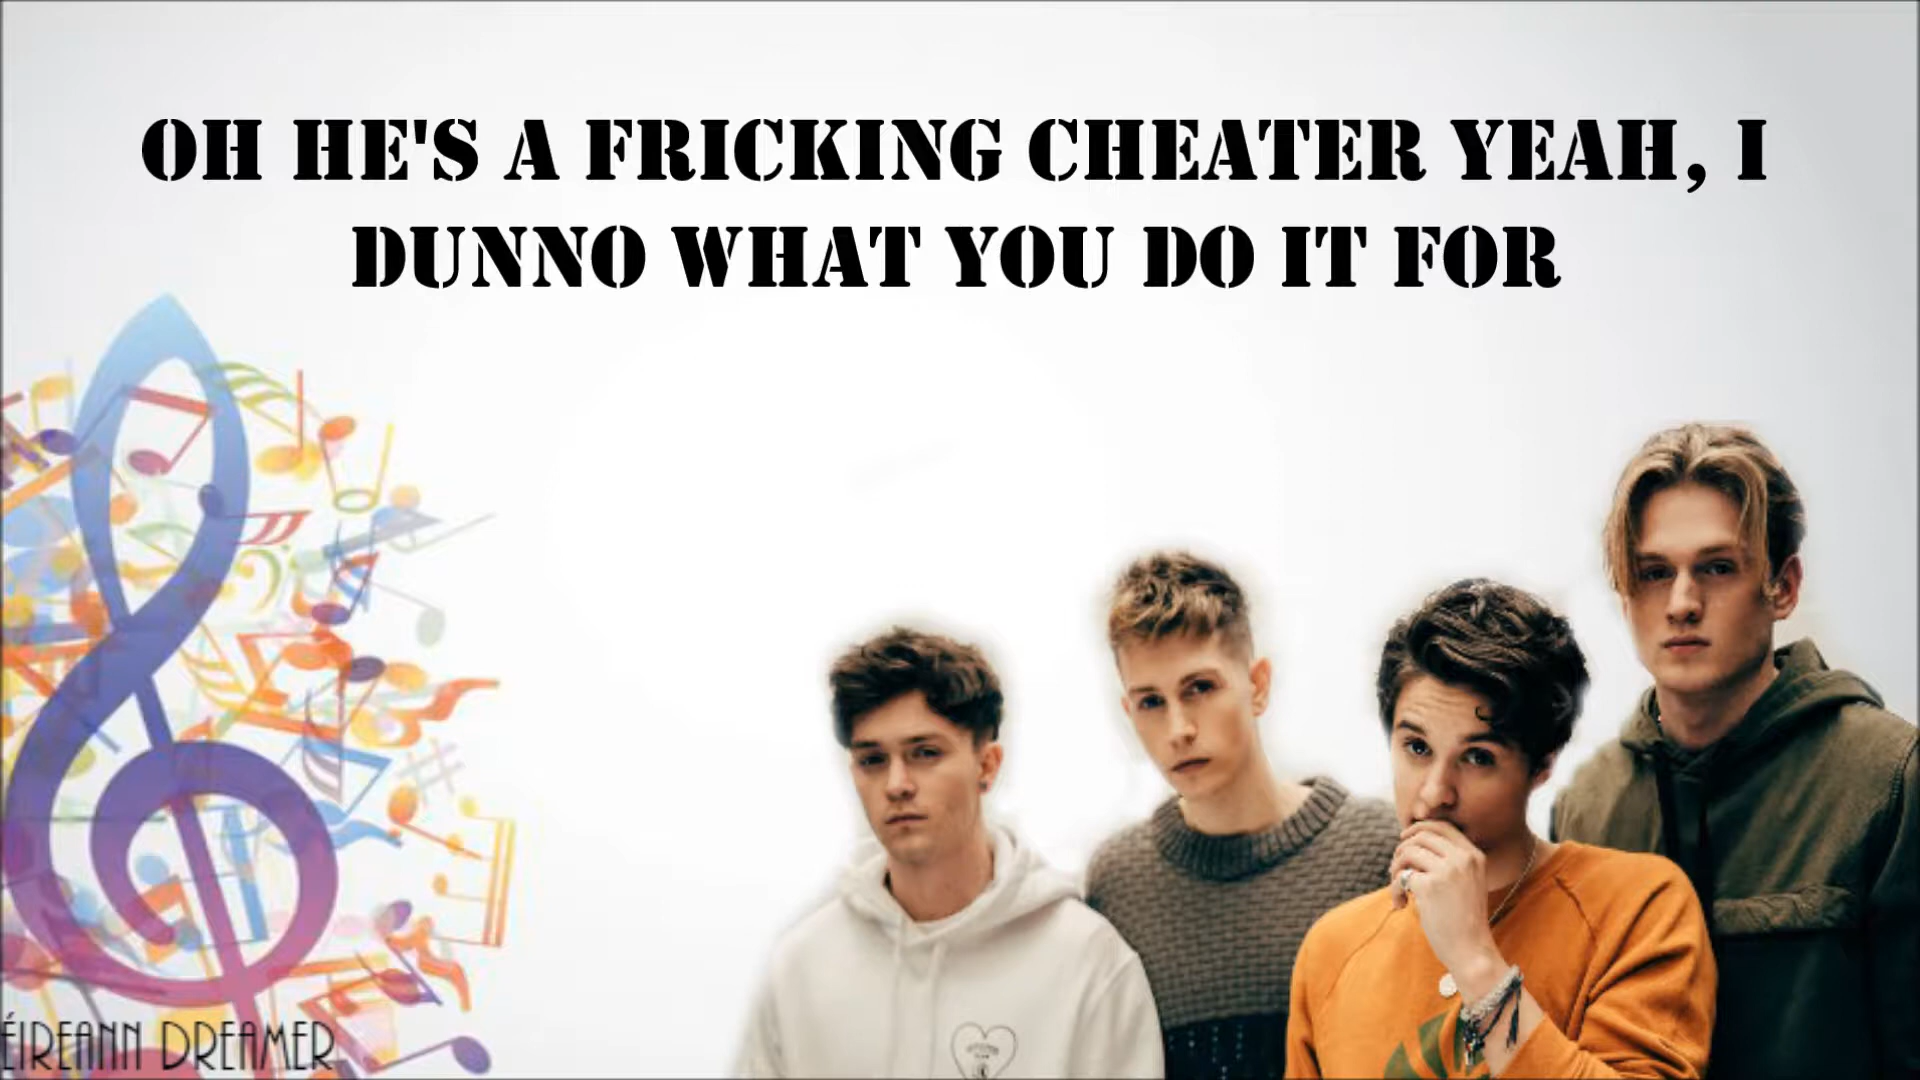 OH HE'S A FRICKING CHEATER YEAH, I
DUNNO WHAT YOU DO IT FOR
ÉIREANN DREAMER